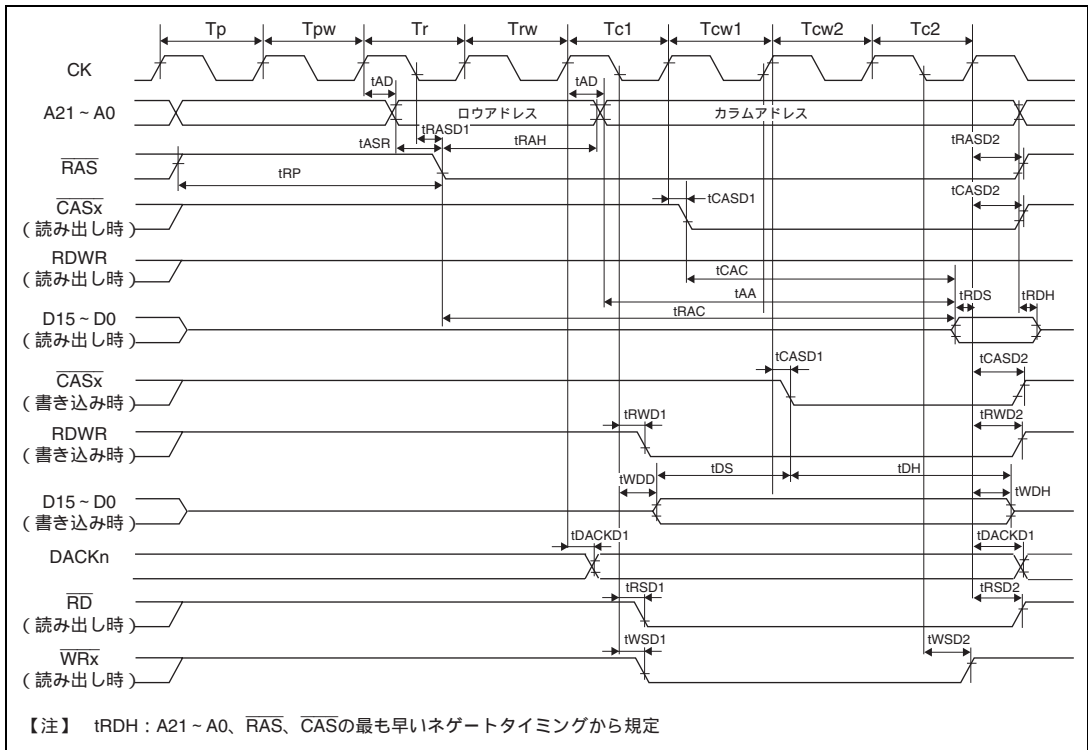 Tp Tpw Tr Trw Tc1 Tcw1 Tcw2 Tc2
CK
tAD tAD
A21~A0 ロウアドレス カラムアドレス
tRASD1 tRASD2
tASR tRAH
RAS
tRP
tCASD2
CASx tCASD1
(読み出し時)
RDWR
(読み出し時) tCAC
tAA
tRDS tRDH
tRAC
D15~D0
(読み出し時)
tCASD1 tCASD2
CASx
(書き込み時)
tRWD1 tRWD2
RDWR
(書き込み時)
tDS tDH
tWDD tWDH
D15~D0
(書き込み時)
tDACKD1 tDACKD1
DACKn
tRSD1 tRSD2
RD
(読み出し時)
tWSD1 tWSD2
WRx
(読み出し時)
【注】 tRDH:A21~A0、RAS、CASの最も早いネゲートタイミングから規定